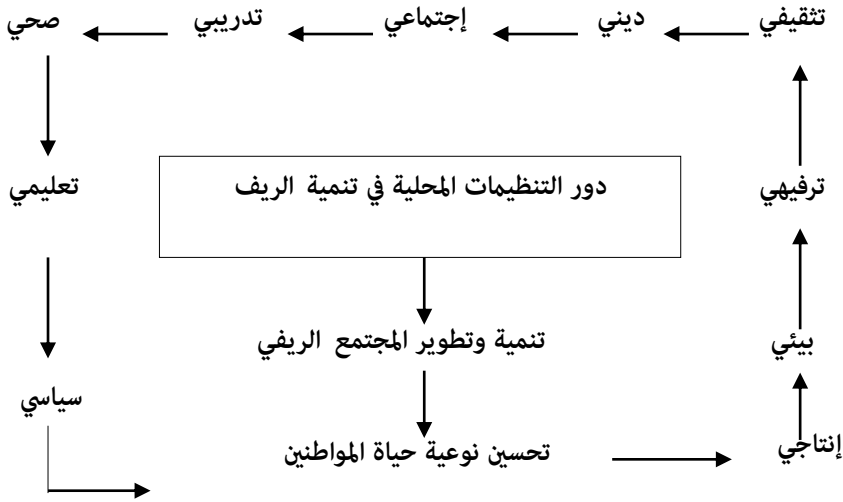 تثقيفي ديني إجتماعي تدريبي صحي
ترفيهي دور التنظيمات المحلية في تنمية الريف تعليمي
بيئي تنمية وتطوير المجتمع الريفي
سياسي
إنتاجي تحسين نوعية حياة المواطنين